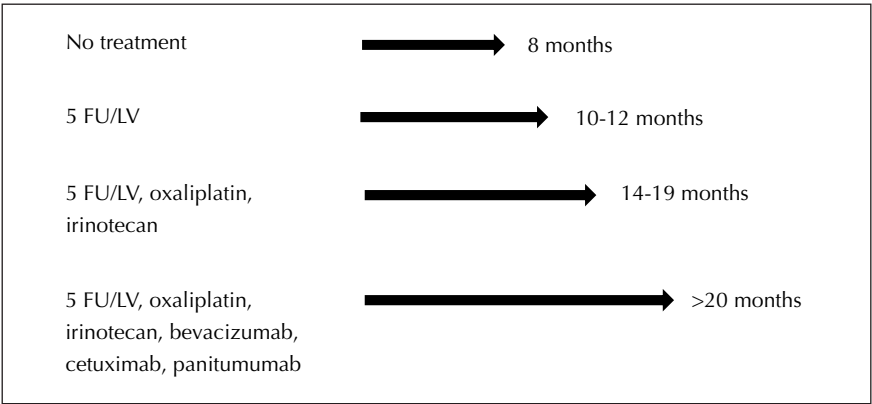 No treatment 8 months
5 FU/LV 10-12 months
5 FU/LV, oxaliplatin, 14-19 months
irinotecan
5 FU/LV, oxaliplatin, >20 months
irinotecan, bevacizumab,
cetuximab, panitumumab